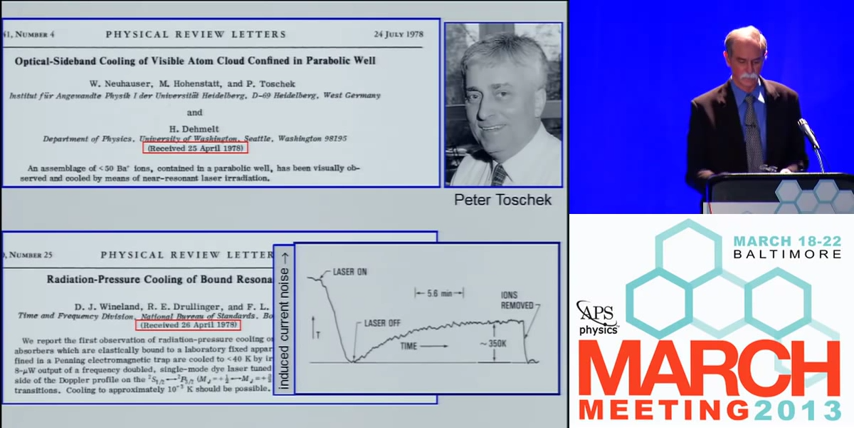 41, NUMBER 4 PHYSICAL REVIEW LETTERS 24 JULY 1978
Optical-Sideband Cooling of Visible Atom Cloud Confined in Parabolic Well
W. Neuhauser, M. Hohenstatt, and P. Toschek
Institut für Angewandte Physik I der Universität Heidelberg, D-69 Heidelberg, West Germany
and
H. Dehmelt
Department of Physics, University of Washington, Seattle, Washington 98195
(Received 25 April 1978)
An assemblage of <50 Ba⁺ ions, contained in a parabolic well, has been visually ob-
served and cooled by means of near-resonant laser irradiation.
Peter Toschek
, NUMBER 25 PHYSICAL REVIEW LETTER
Radiation-Pressure Cooling of Bound Resona
D. J. Wineland, R. E. Drullinger, and F. L.
Time and Frequency Division, National Bureau of Standards, Bo
(Received 26 April 1978)
We report the first observation of radiation-pressure cooling o
absorbers which are elastically bound to a laboratory fixed appar
fined in a Penning electromagnetic trap are cooled to <40 K by ir
8-μW output of a frequency doubled, single-mode dye laser tuned
side of the Doppler profile on the
transitions. Cooling to approximately 10⁻³ K should be possible.
induced current noise →
LASER ON
5.6 min
IONS
REMOVED
T
LASER OFF
TIME
~350K
MARCH 18-22
BALTIMORE
APS
physics
MARCH
MEETING2013